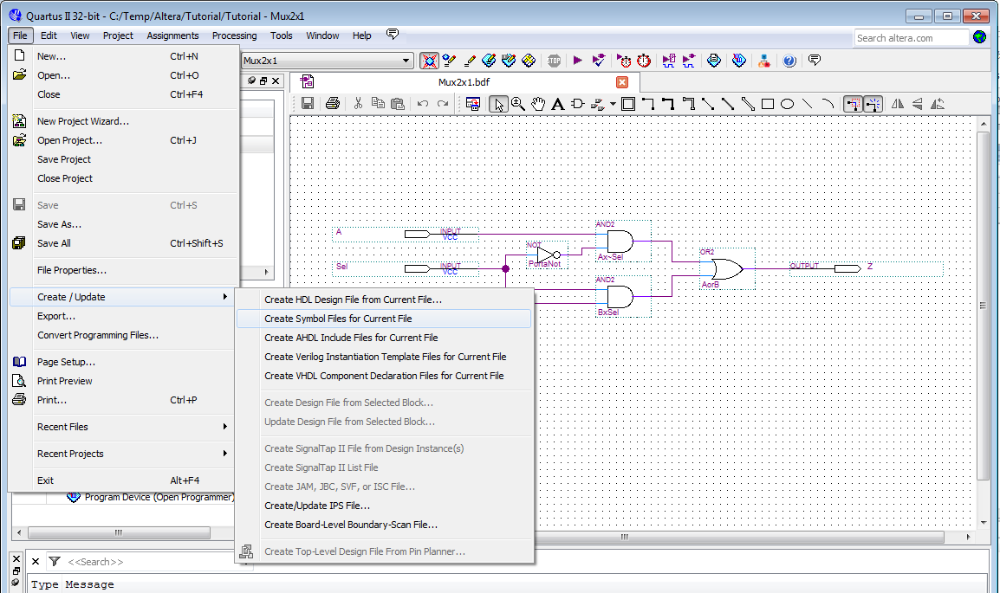 Quartus II 32-bit - C:/Temp/Altera/Tutorial/Tutorial - Mux2x1
File Edit View Project Assignments Processing Tools Window Help
Search altera.com
New... Ctrl+N
Open... Ctrl+O
Close Ctrl+F4
New Project Wizard...
Open Project... Ctrl+J
Save Project
Close Project
Save Ctrl+S
Save As...
Save All Ctrl+Shift+S
File Properties...
Create / Update
Export...
Convert Programming Files...
Page Setup...
Print Preview
Print... Ctrl+P
Recent Files
Recent Projects
Exit Alt+F4
Program Device (Open Programmer)
Mux2x1
STOP
Mux2x1.bdf
A
INPUT
VCC
Sel
INPUT
VCC
NOT
PortaNot
AND2
Ax~Sel
AND2
BxSel
OR2
AorB
OUTPUT
Z
Create HDL Design File from Current File...
Create Symbol Files for Current File
Create AHDL Include Files for Current File
Create Verilog Instantiation Template Files for Current File
Create VHDL Component Declaration Files for Current File
Create Design File from Selected Block...
Update Design File from Selected Block...
Create SignalTap II File from Design Instance(s)
Create SignalTap II List File
Create JAM, JBC, SVF, or ISC File...
Create/Update IPS File...
Create Board-Level Boundary-Scan File...
Create Top-Level Design File From Pin Planner...
<<Search>>
Type Message